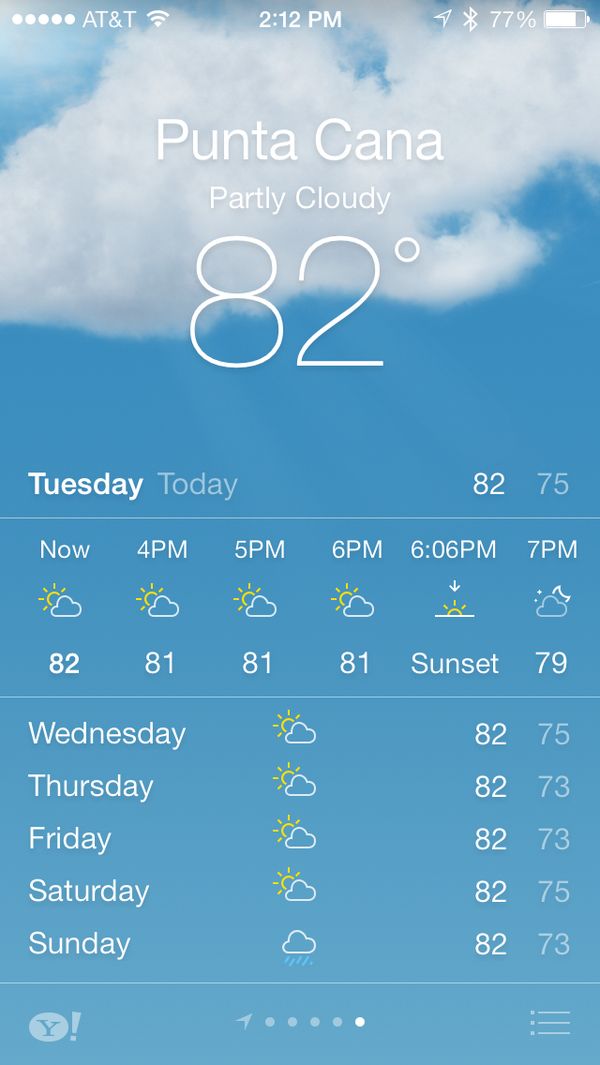 AT&T 2:12 PM 77%
Punta Cana
Partly Cloudy
82°
Tuesday Today 82 75
Now 4PM 5PM 6PM 6:06PM 7PM
82 81 81 81 Sunset 79
Wednesday 82 75
Thursday 82 73
Friday 82 73
Saturday 82 75
Sunday 82 73
Y!